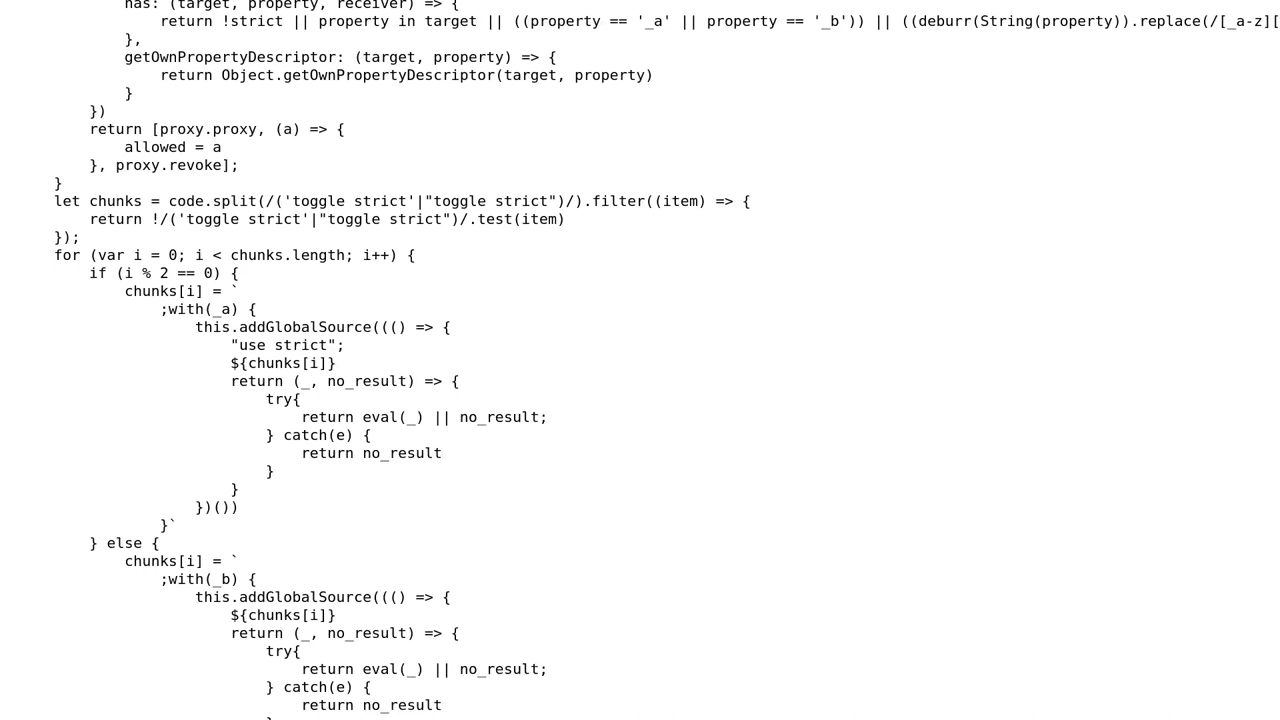 has: (target, property, receiver) => {
return !strict || property in target || ((property == '_a' || property == '_b')) || ((deburr(String(property)).replace(/[_a-z][
},
getOwnPropertyDescriptor: (target, property) => {
return Object.getOwnPropertyDescriptor(target, property)
}
})
return [proxy.proxy, (a) => {
allowed = a
}, proxy.revoke];
}
let chunks = code.split(/('toggle strict'|"toggle strict")/).filter((item) => {
return !/('toggle strict'|"toggle strict")/.test(item)
});
for (var i = 0; i < chunks.length; i++) {
if (i % 2 == 0) {
chunks[i] = `
;with(_a) {
this.addGlobalSource((() => {
"use strict";
${chunks[i]}
return (_, no_result) => {
try{
return eval(_) || no_result;
} catch(e) {
return no_result
}
}
})())
}`
} else {
chunks[i] = `
;with(_b) {
this.addGlobalSource((() => {
${chunks[i]}
return (_, no_result) => {
try{
return eval(_) || no_result;
} catch(e) {
return no_result
}